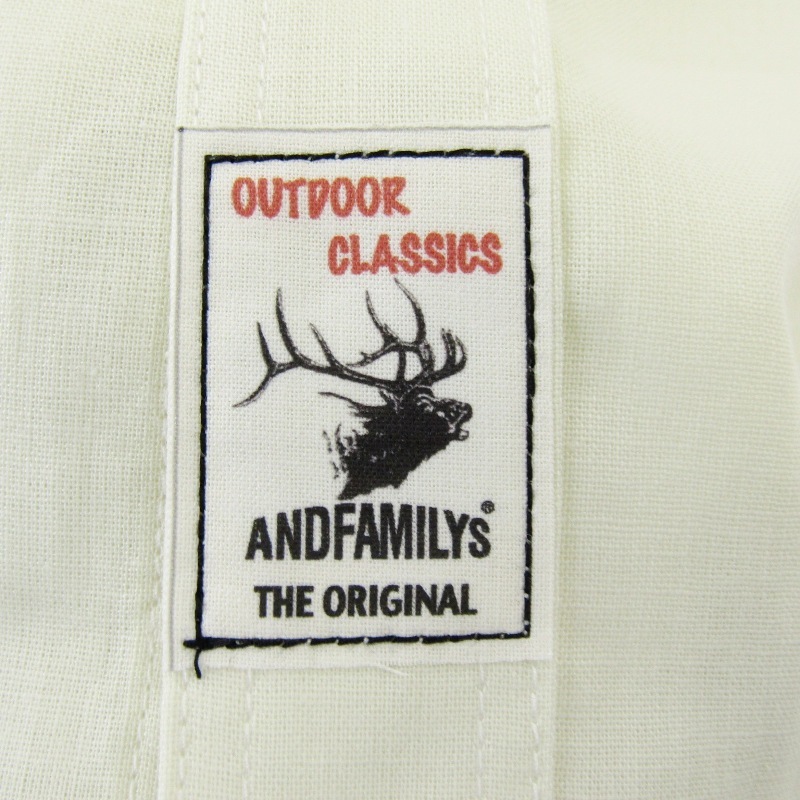 OUTDOOR
CLASSICS
ANDFAMILYS®
THE ORIGINAL